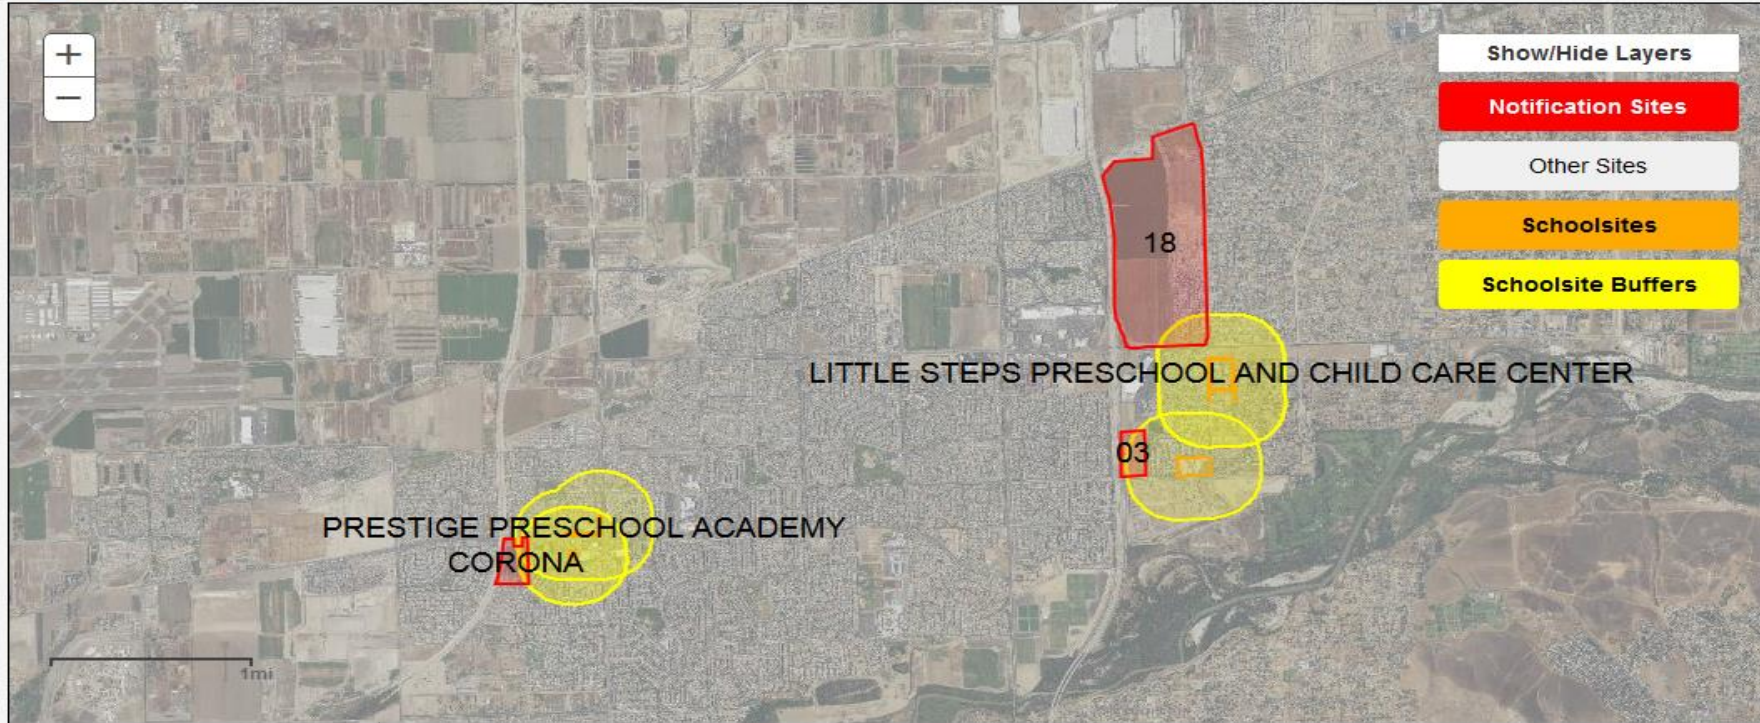 +
−
Show/Hide Layers
Notification Sites
Other Sites
Schoolsites
Schoolsite Buffers
18
LITTLE STEPS PRESCHOOL AND CHILD CARE CENTER
03
PRESTIGE PRESCHOOL ACADEMY
CORONA
1mi